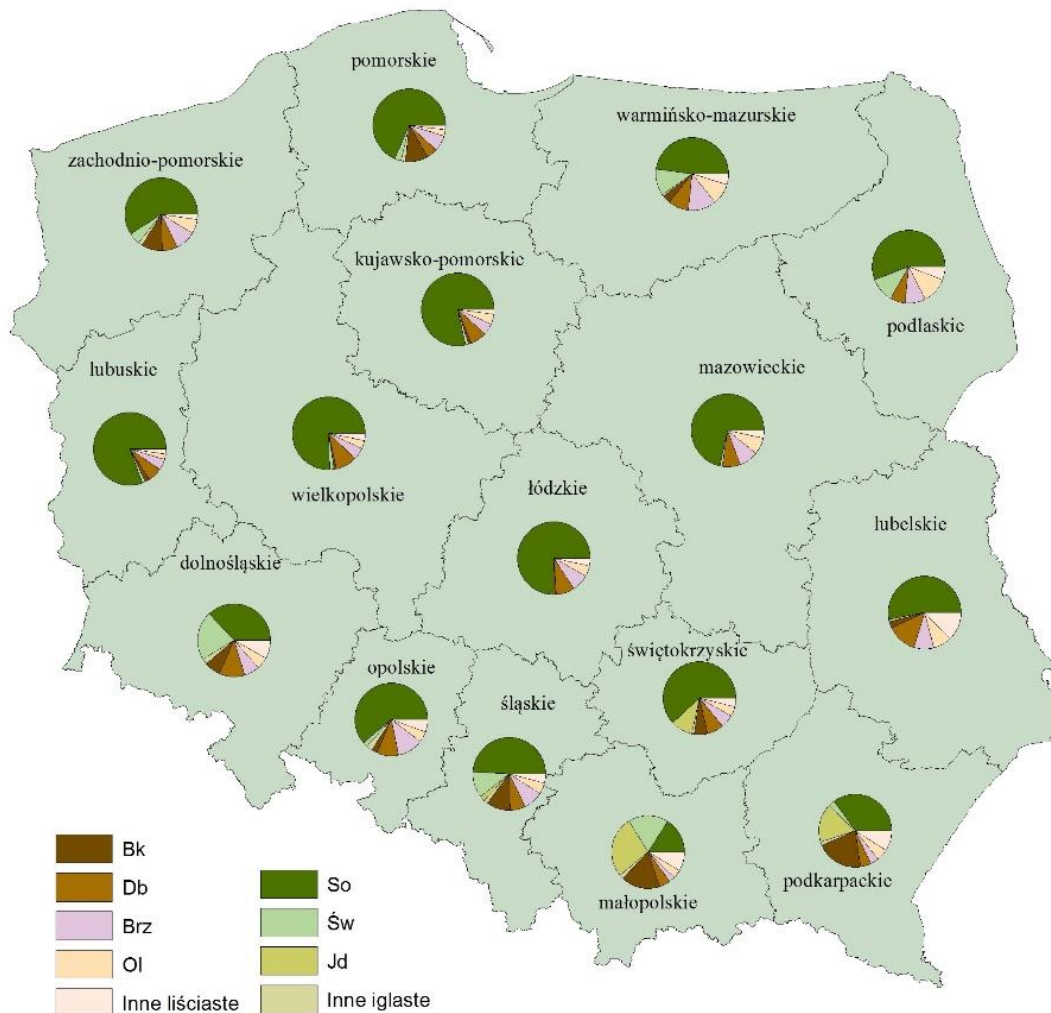 pomorskie
warmińsko-mazurskie
zachodnio-pomorskie
kujawsko-pomorskie
podlaskie
lubuskie
mazowieckie
wielkopolskie
łódzkie
lubelskie
dolnośląskie
świętokrzyskie
opolskie
śląskie
małopolskie
podkarpackie
Bk
Db
Brz
Ol
Inne liściaste
So
Św
Jd
Inne iglaste